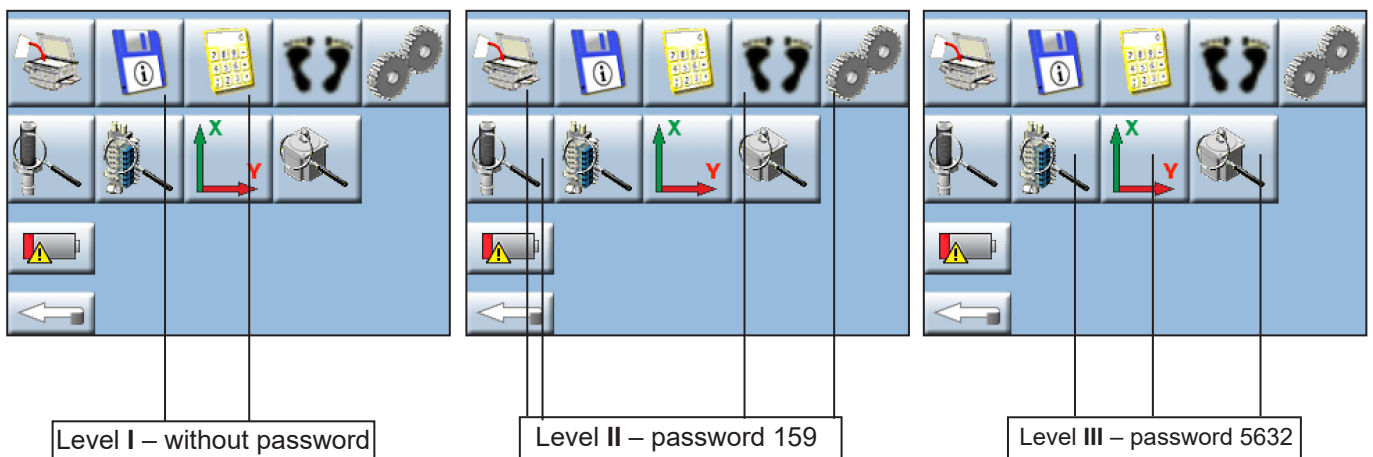 X
Y
X
Y
X
Y
Level I – without password
Level II – password 159
Level III – password 5632